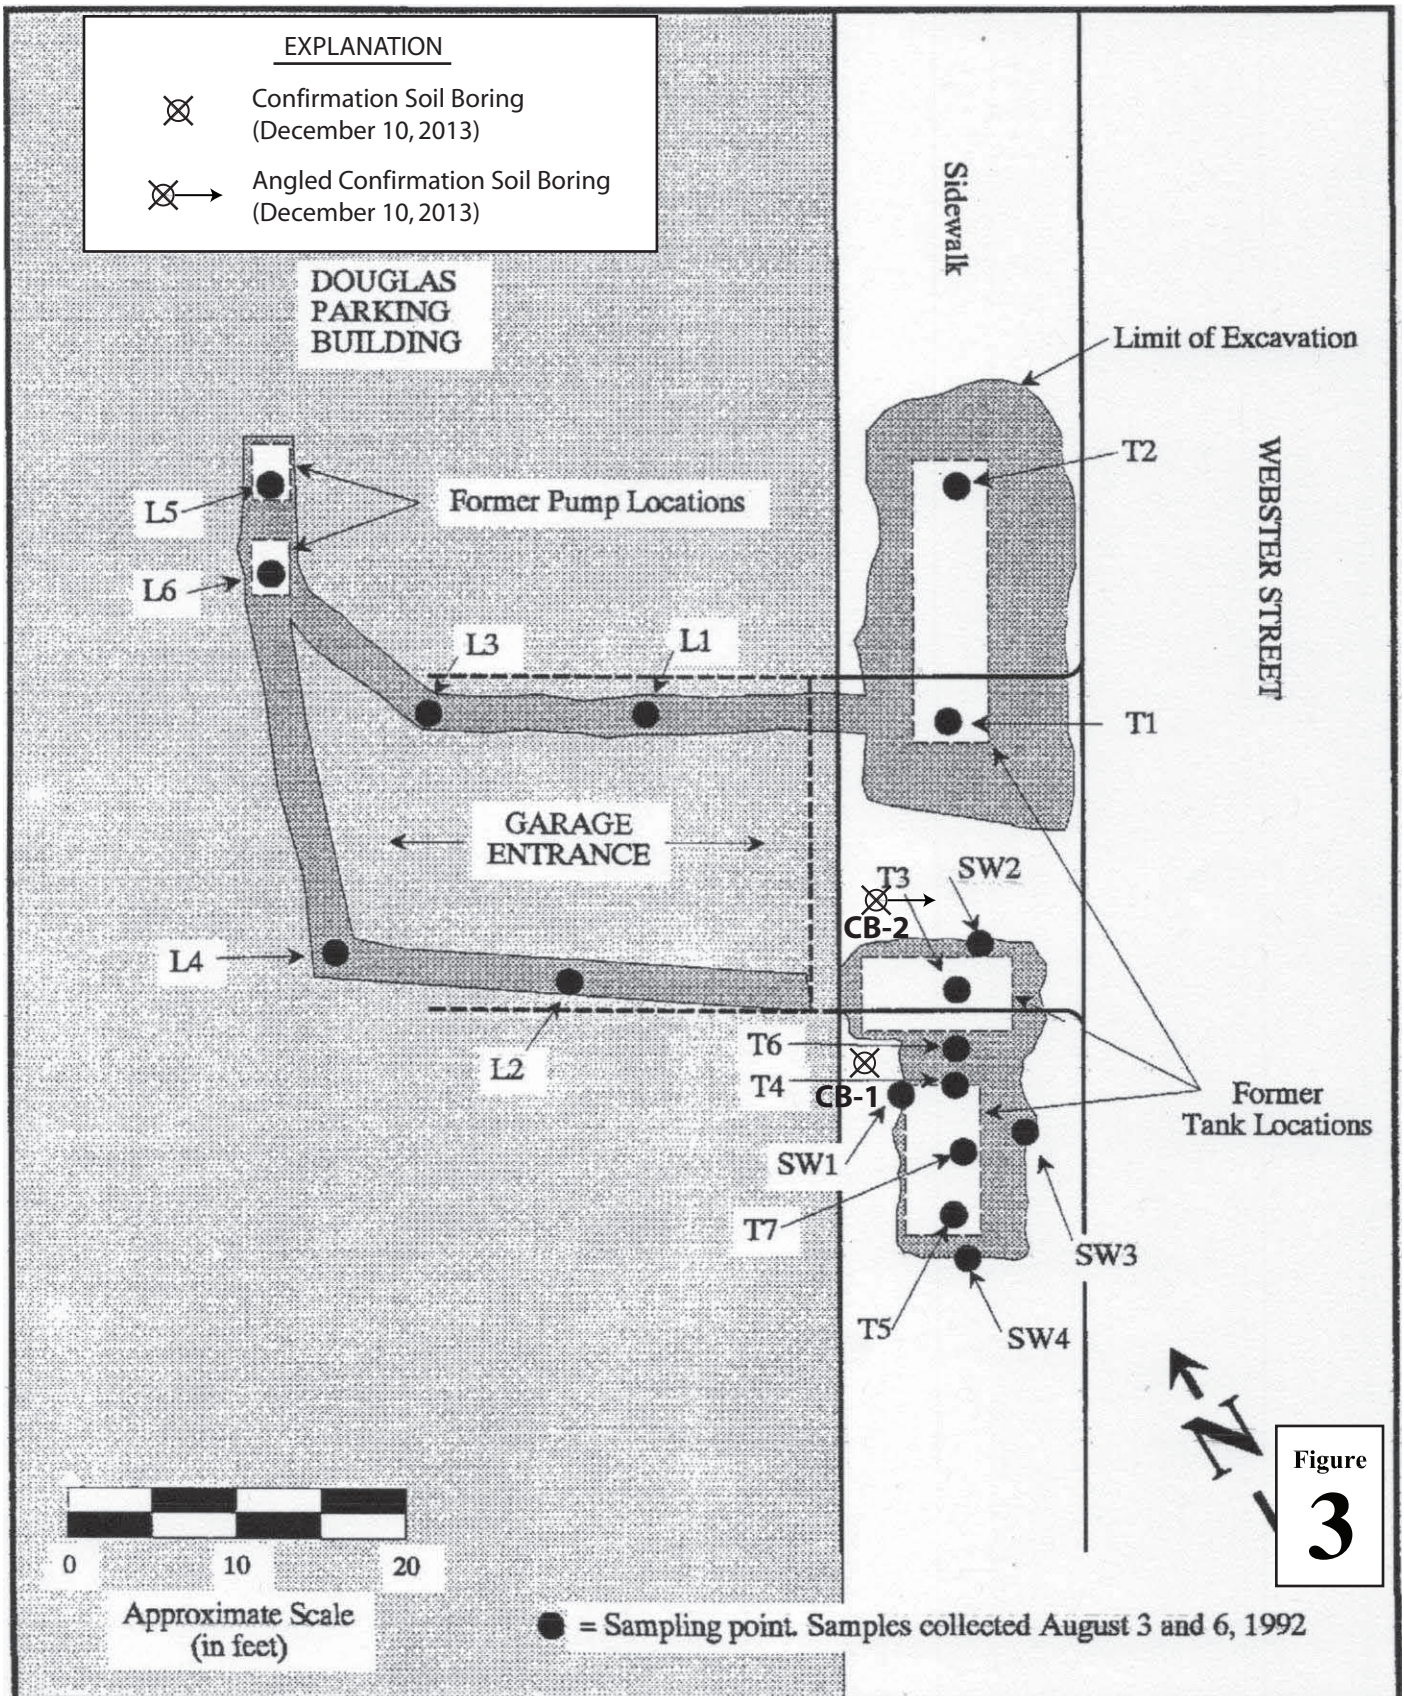 EXPLANATION
Confirmation Soil Boring
(December 10, 2013)
Angled Confirmation Soil Boring
(December 10, 2013)
Sidewalk
DOUGLAS
PARKING
BUILDING
Limit of Excavation
T2
WEBSTER STREET
L5
Former Pump Locations
L6
L3
L1
T1
GARAGE
ENTRANCE
T3
SW2
CB-2
L4
L2
T6
T4
CB-1
SW1
Former
Tank Locations
T7
SW3
T5
SW4
N
Figure
3
0
10
20
Approximate Scale
(in feet)
= Sampling point. Samples collected August 3 and 6, 1992